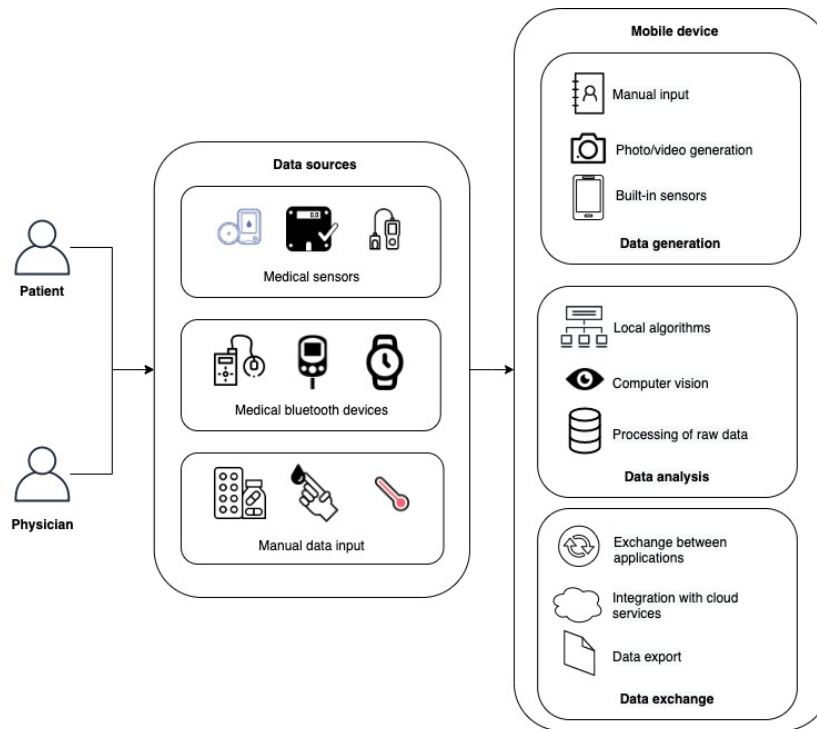 Patient
Physician
Data sources
0.0
Medical sensors
Medical bluetooth devices
Manual data input
Mobile device
Manual input
Photo/video generation
Built-in sensors
Data generation
Local algorithms
Computer vision
Processing of raw data
Data analysis
Exchange between
applications
Integration with cloud
services
Data export
Data exchange